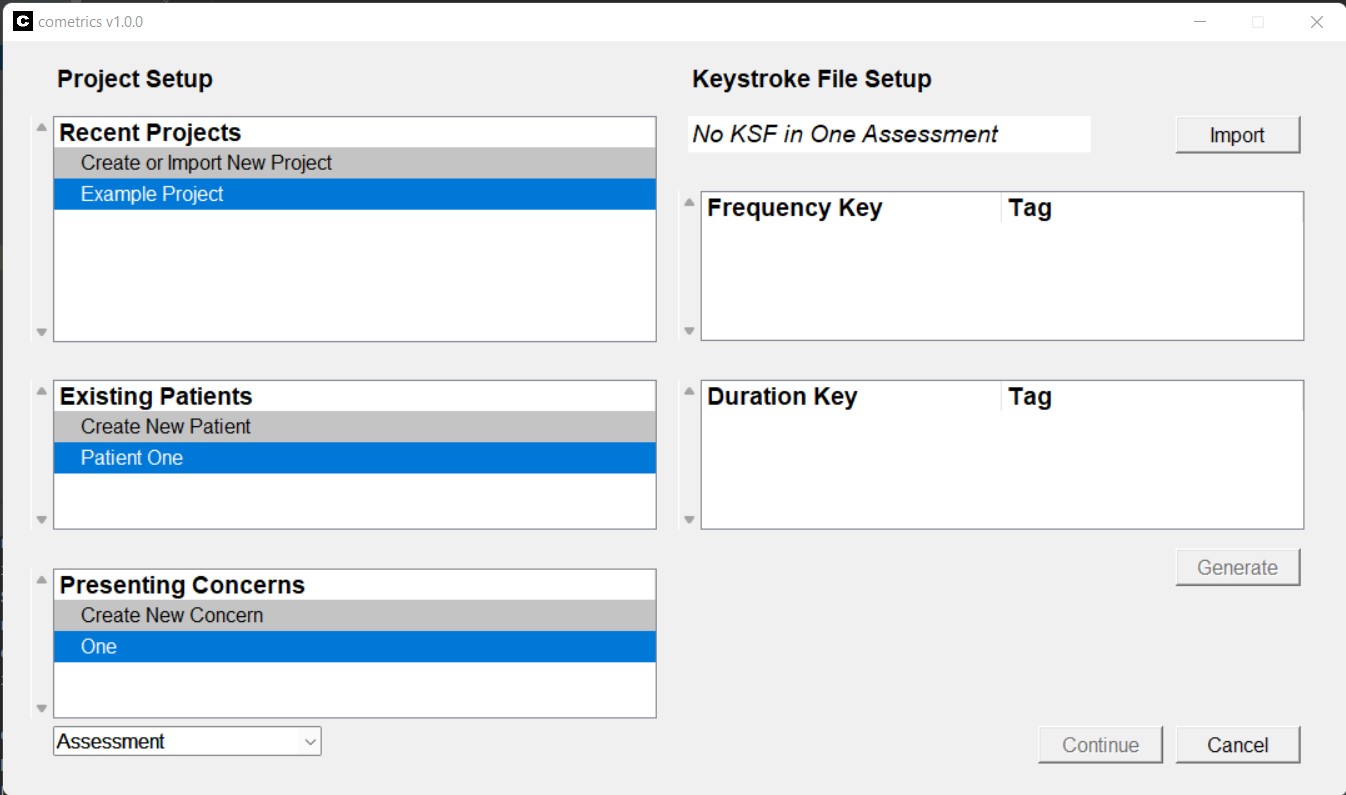 C cometrics v1.0.0
Project Setup
Recent Projects
Create or Import New Project
Example Project
Existing Patients
Create New Patient
Patient One
Presenting Concerns
Create New Concern
One
Assessment
Keystroke File Setup
No KSF in One Assessment
Import
Frequency Key Tag
Duration Key Tag
Generate
Continue Cancel